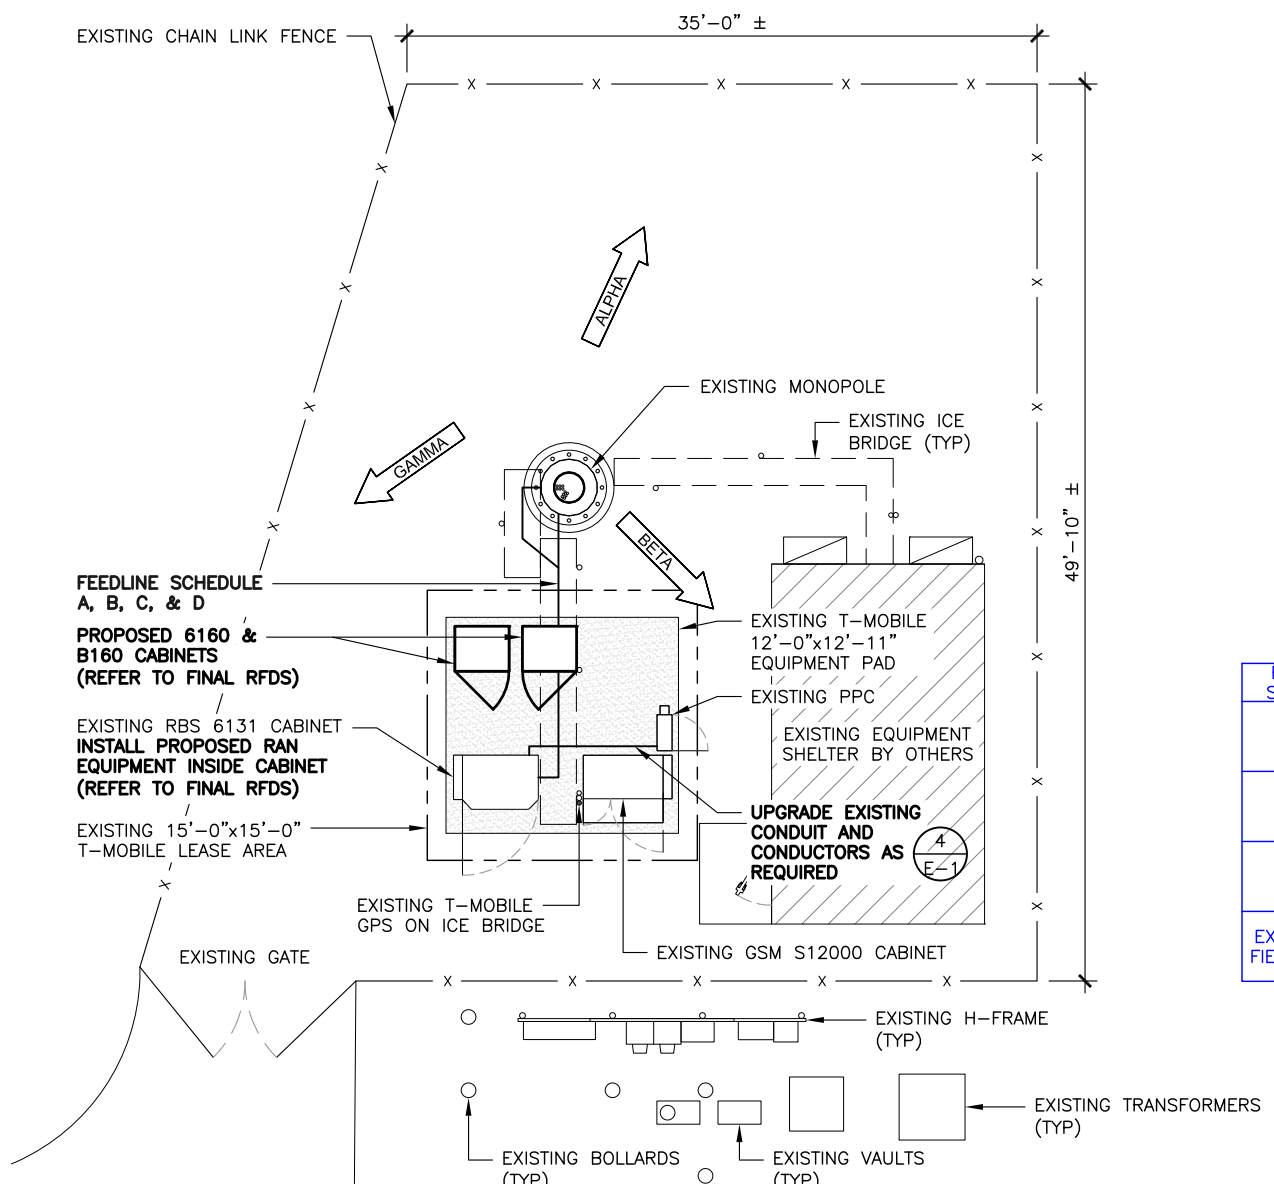 35'-0" ±
EXISTING CHAIN LINK FENCE
ALPHA
EXISTING MONOPOLE
EXISTING ICE
BRIDGE (TYP)
GAMMA
BETA
49'-10" ±
FEEDLINE SCHEDULE
A, B, C, & D
PROPOSED 6160 &
B160 CABINETS
(REFER TO FINAL RFDS)
EXISTING T-MOBILE
12'-0"x12'-11"
EQUIPMENT PAD
EXISTING PPC
EXISTING RBS 6131 CABINET
INSTALL PROPOSED RAN
EQUIPMENT INSIDE CABINET
(REFER TO FINAL RFDS)
EXISTING EQUIPMENT
SHELTER BY OTHERS
EXISTING 15'-0"x15'-0"
T-MOBILE LEASE AREA
UPGRADE EXISTING
CONDUIT AND
CONDUCTORS AS
REQUIRED
4
E-1
EXISTING T-MOBILE
GPS ON ICE BRIDGE
EXISTING GSM S12000 CABINET
EXISTING GATE
EXISTING H-FRAME
(TYP)
EXISTING TRANSFORMERS
(TYP)
EXISTING BOLLARDS
(TYP)
EXISTING VAULTS
(TYP)